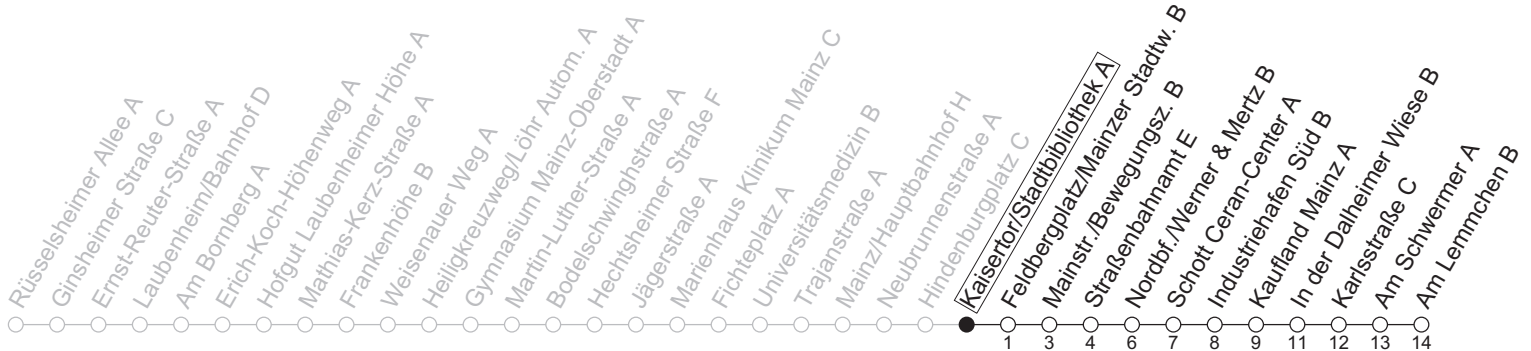 Rüsselsheimer Allee A
Ginsheimer Straße C
Ernst-Reuter-Straße A
Laubenheim/Bahnhof D
Am Bornberg A
Erich-Koch-Höhenweg A
Hofgut Laubenheimer Höhe A
Mathias-Kerz-Straße A
Frankenhöhe B
Weisenauer Weg A
Heiligkreuzweg/Löhr Autom. A
Gymnasium Mainz-Oberstadt A
Martin-Luther-Straße A
Bodelschwinghstraße A
Hechtsheimer Straße F
Jägerstraße A
Marienhaus Klinikum Mainz C
Fichteplatz A
Universitätsmedizin B
Trajanstraße A
Mainz/Hauptbahnhof H
Neubrunnenstraße A
Hindenburgplatz C
Kaisertor/Stadtbibliothek A
Feldbergplatz/Mainzer Stadtw. B
Mainstr./Bewegungsz. B
Straßenbahnamt E
Nordbf./Werner & Mertz B
Schott Ceran-Center A
Industriehafen Süd B
Kaufland Mainz A
In der Dalheimer Wiese B
Karlsstraße C
Am Schwermer A
Am Lemmchen B
1 3 4 6 7 8 9 11 12 13 14